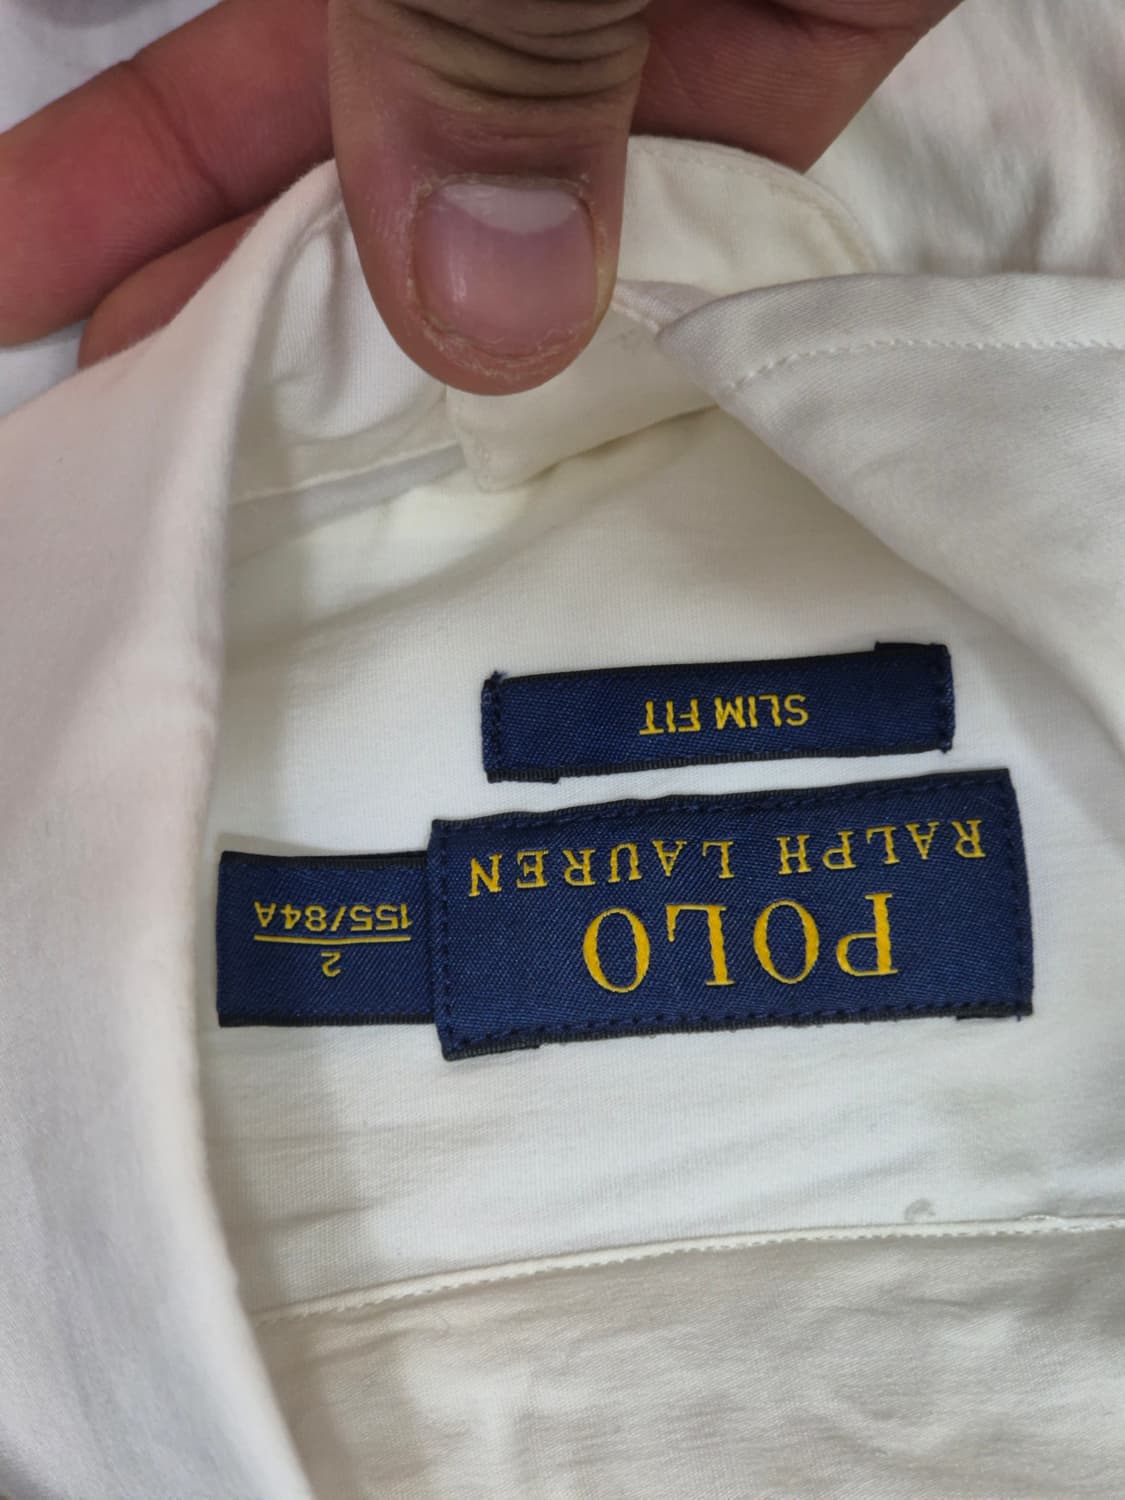 POLO
RALPH LAUREN
2
155/84A
SLIM FIT